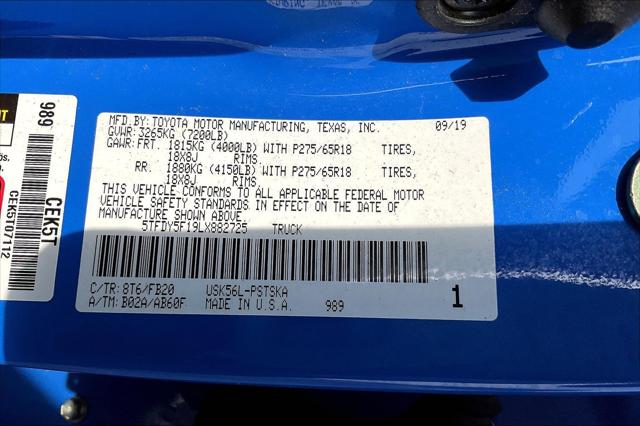 MFD.BY:TOYOTA MOTOR MANUFACTURING, TEXAS, INC. 09/19
GVWR:3265KG (7200LB)
GAWR:FRT. 1815KG (4000LB) WITH P275/65R18 TIRES,
18X8J RIMS.
RR. 1880KG (4150LB) WITH P275/65R18 TIRES,
18X8J RIMS.
THIS VEHICLE CONFORMS TO ALL APPLICABLE FEDERAL MOTOR
VEHICLE SAFETY STANDARDS IN EFFECT ON THE DATE OF
MANUFACTURE SHOWN ABOVE.
5TFDY5F19LX882725 TRUCK
C/TR: 8T6/FB20 USK56L-PSTSKA
A/TM: B02A/AB60F MADE IN U.S.A. 989 1
989
CEK5T
CEK5T07112